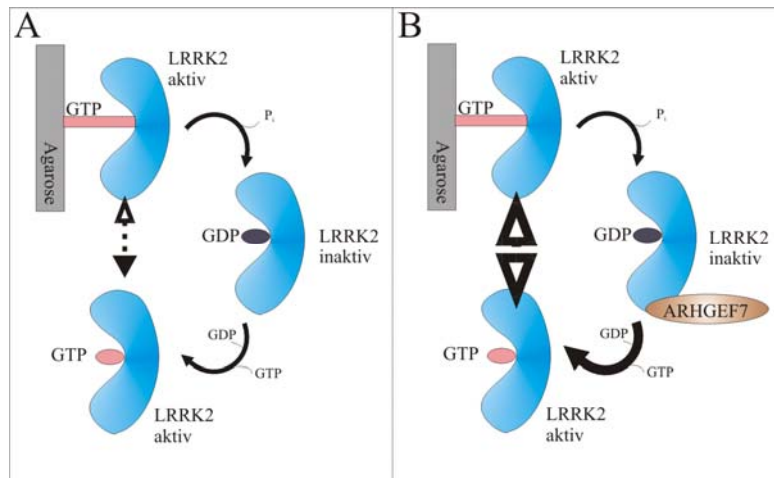 A
LRRK2
aktiv
GTP
Agarose
Pi
GDP
LRRK2
inaktiv
GDP
GTP
GTP
LRRK2
aktiv
B
LRRK2
aktiv
GTP
Agarose
Pi
GDP
LRRK2
inaktiv
ARHGEF7
GDP
GTP
GTP
LRRK2
aktiv